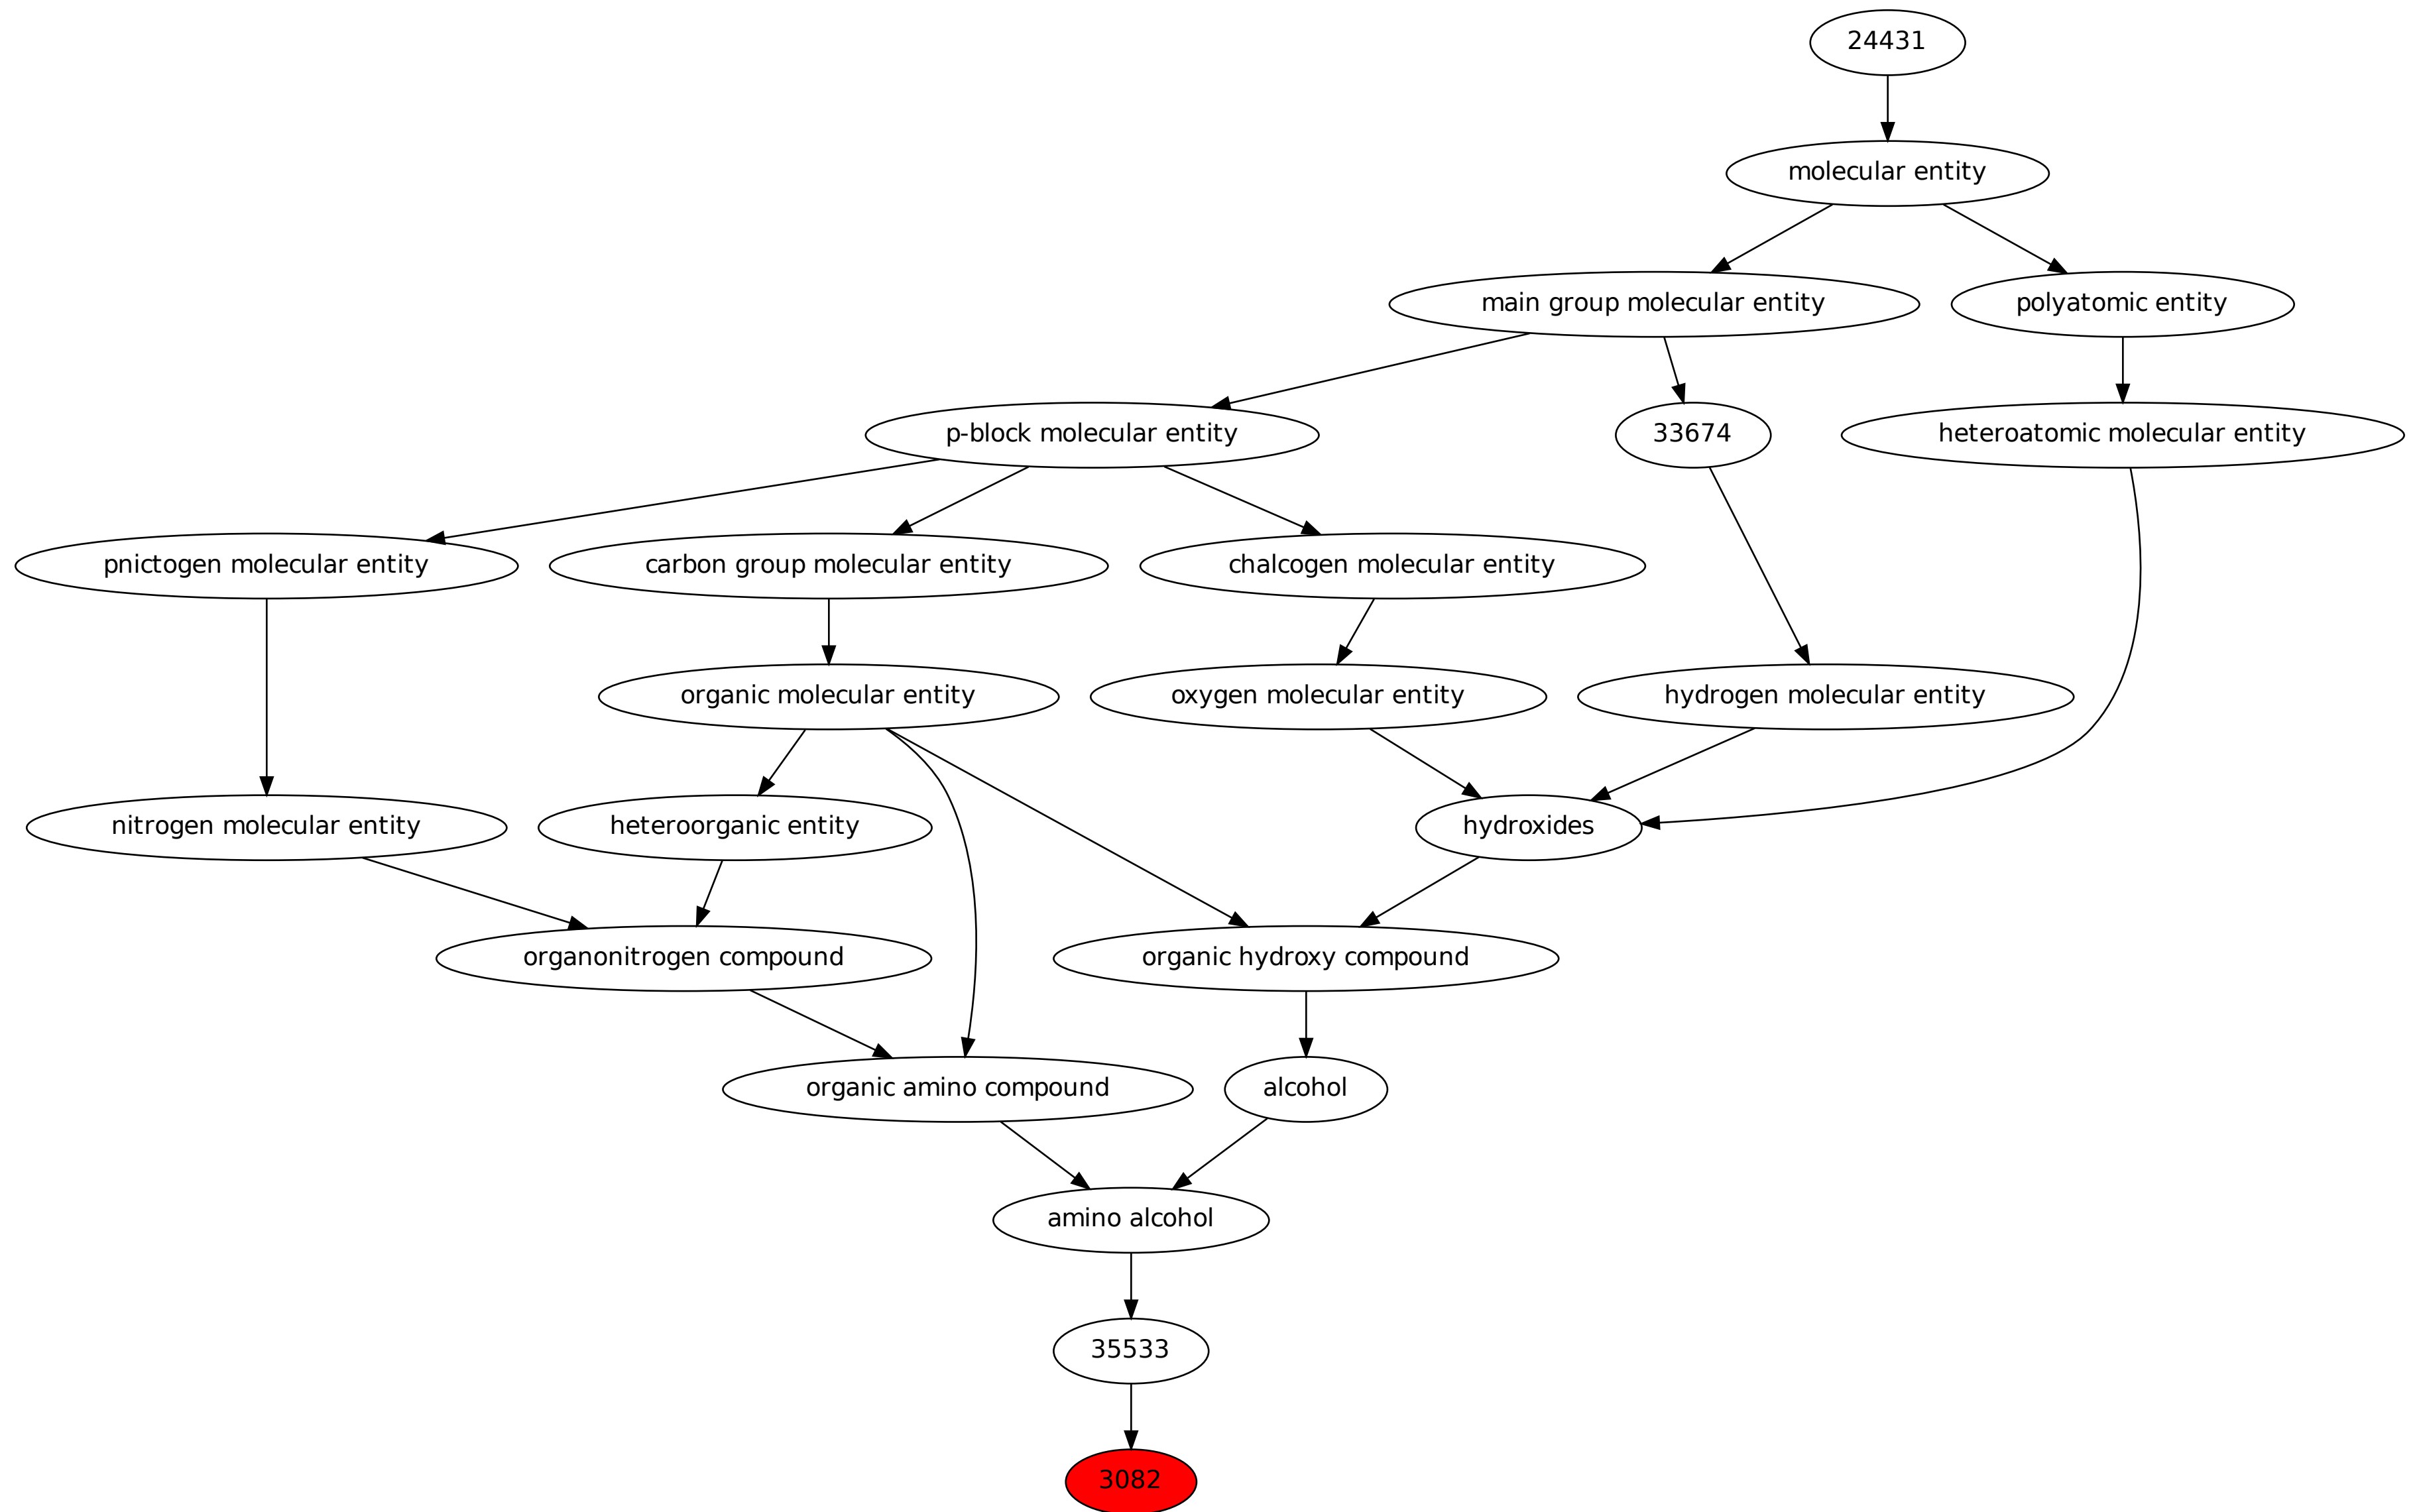 24431
molecular entity
main group molecular entity
polyatomic entity
p-block molecular entity
33674
heteroatomic molecular entity
pnictogen molecular entity
carbon group molecular entity
chalcogen molecular entity
organic molecular entity
oxygen molecular entity
hydrogen molecular entity
nitrogen molecular entity
heteroorganic entity
hydroxides
organonitrogen compound
organic hydroxy compound
organic amino compound
alcohol
amino alcohol
35533
3082